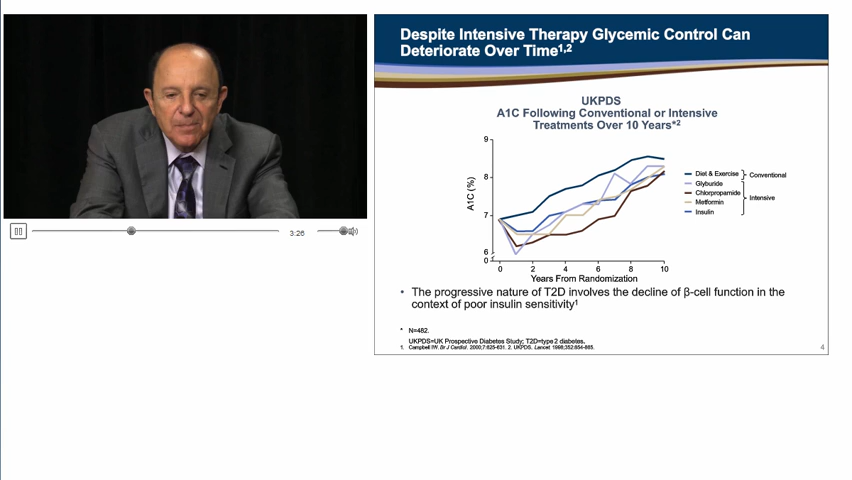 Despite Intensive Therapy Glycemic Control Can
Deteriorate Over Time1,2
UKPDS
A1C Following Conventional or Intensive
Treatments Over 10 Years*2
A1C (%)
9
8
7
6
0
0 2 4 6 8 10
Years From Randomization
Diet & Exercise
Conventional
Glyburide
Chlorpropamide
Metformin
Insulin
Intensive
• The progressive nature of T2D involves the decline of β-cell function in the
context of poor insulin sensitivity1
* N=482.
UKPDS=UK Prospective Diabetes Study; T2D=type 2 diabetes.
1. Campbell IW. Br J Cardiol. 2000;7:625-631. 2. UKPDS. Lancet. 1998;352:854-865.
4
3:26